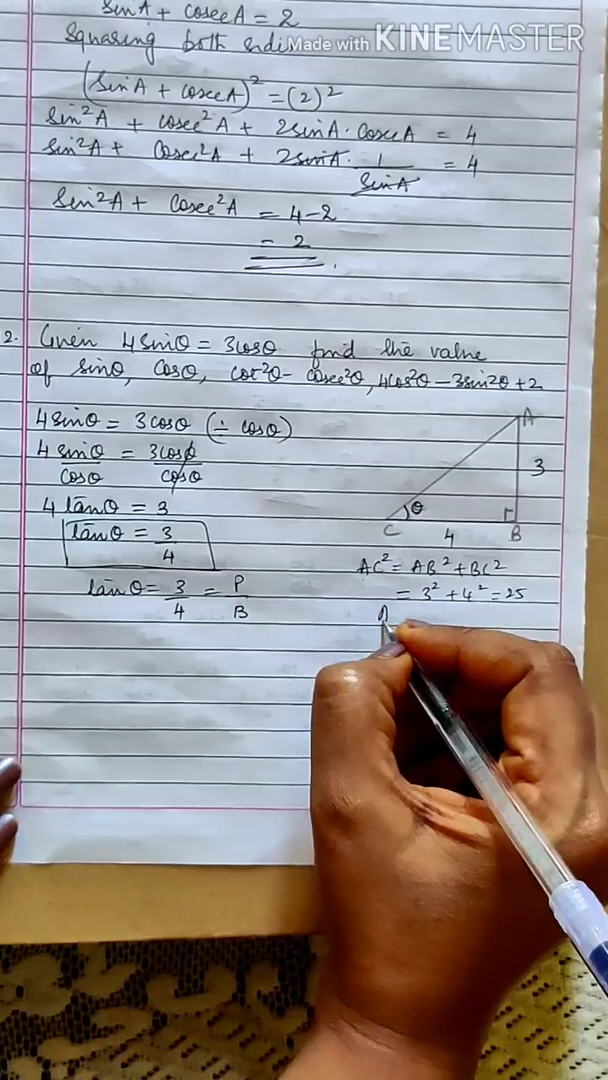 sinA + cosecA = 2
Squaring both sid
Made with KINEMASTER
(sinA + cosecA)² = (2)²
sin²A + cosec²A + 2sinA · cosecA = 4
sin²A + cosec²A + 2sinA · 1/sinA = 4
sin²A + cosec²A = 4-2
= 2
2. Given 4sinθ = 3cosθ find the value
of sinθ, cosθ, cot²θ - cosec²θ, 4cos²θ - 3sin²θ + 2
4sinθ = 3cosθ (÷ cosθ)
4sinθ/cosθ = 3cosθ/cosθ
4 tanθ = 3
tanθ = 3/4
tanθ = 3/4 = P/B
A
3
θ
C 4 B
AC² = AB² + BC²
= 3² + 4² = 25
A